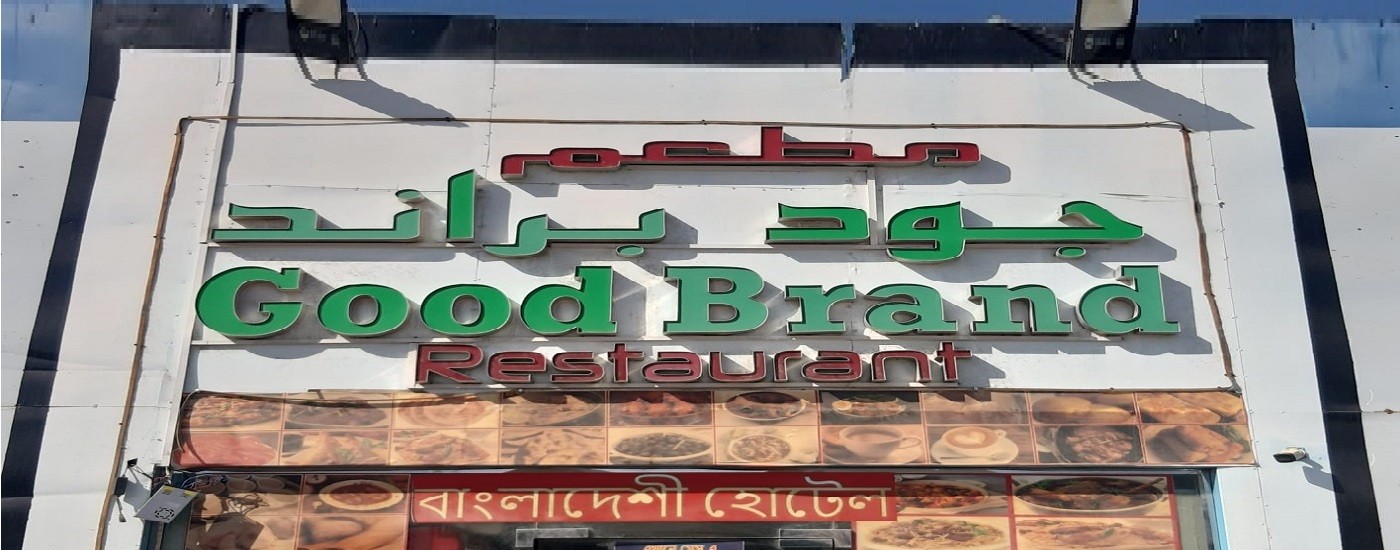 مطعم
جود براند
Good Brand
Restaurant
বাংলাদেশী হোটেল